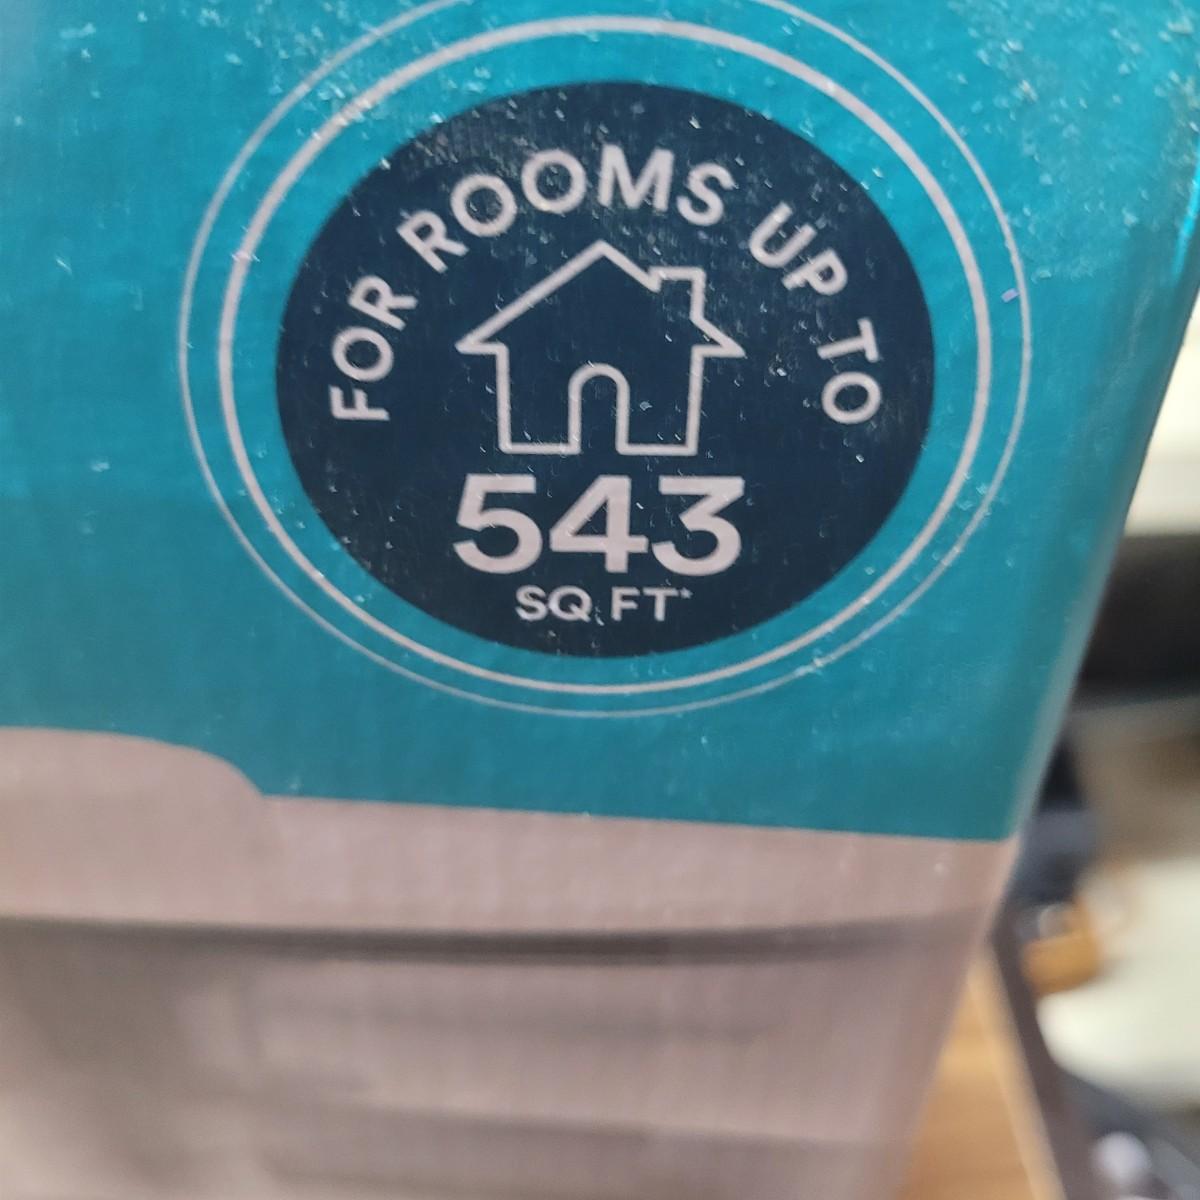 FOR ROOMS UP TO
543
SQ FT*